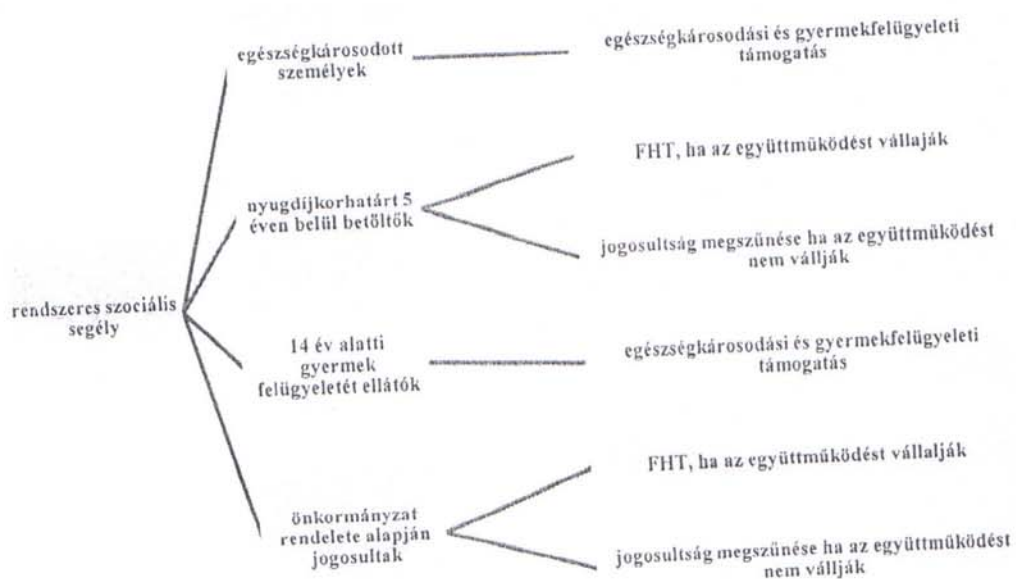 rendszeres szociális
segély
egészségkárosodott
személyek
egészségkárosodási és gyermekfelügyeleti
támogatás
nyugdíjkorhatárt 5
éven belül betöltők
FHT, ha az együttműködést vállaják
jogosultság megszűnése ha az együttműködést
nem vállják
14 év alatti
gyermek
felügyeletét ellátók
egészségkárosodási és gyermekfelügyeleti
támogatás
önkormányzat
rendelete alapján
jogosultak
FHT, ha az együttműködést vállalják
jogosultság megszűnése ha az együttműködést
nem vállják